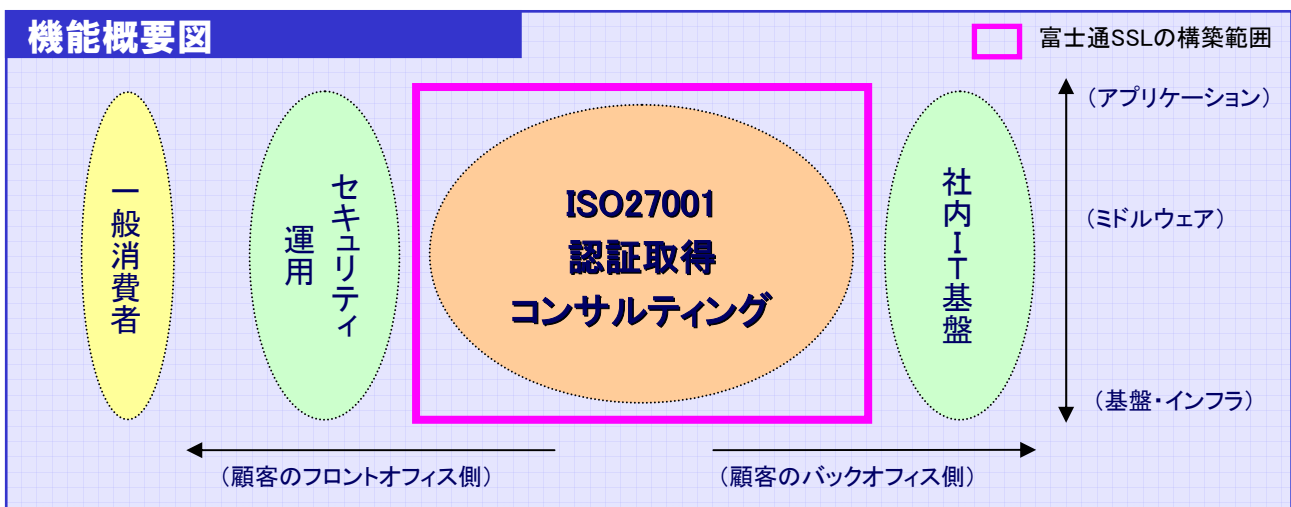 機能概要図
富士通SSLの構築範囲
一般消費者
セキュリティ
運用
ISO27001
認証取得
コンサルティング
社内IT基盤
(アプリケーション)
(ミドルウェア)
(基盤・インフラ)
(顧客のフロントオフィス側)
(顧客のバックオフィス側)